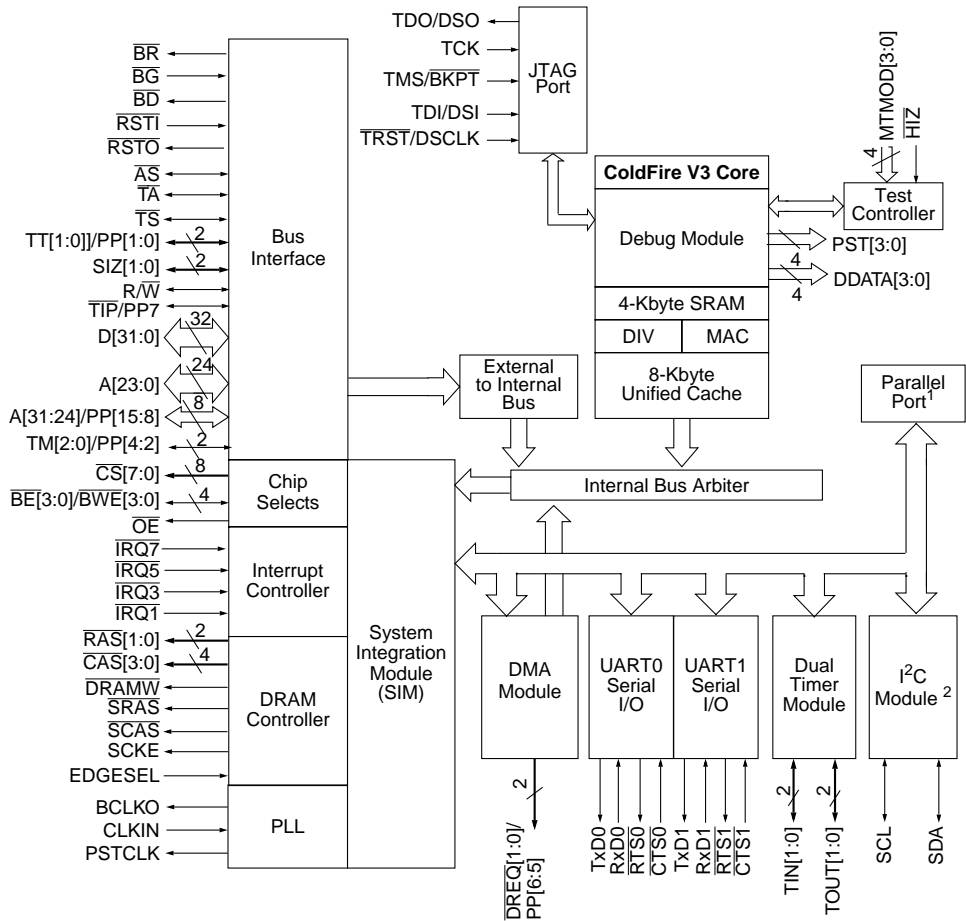 TDO/DSO
TCK
TMS/BKPT
TDI/DSI
TRST/DSCLK
JTAG
Port
MTMOD[3:0]
HIZ
4
Test
Controller
BR
BG
BD
RSTI
RSTO
AS
TA
TS
TT[1:0]]/PP[1:0]
2
SIZ[1:0]
2
R/W
TIP/PP7
D[31:0]
32
A[23:0]
24
A[31:24]/PP[15:8]
8
TM[2:0]/PP[4:2]
2
CS[7:0]
8
BE[3:0]/BWE[3:0]
4
OE
IRQ7
IRQ5
IRQ3
IRQ1
RAS[1:0]
2
CAS[3:0]
4
DRAMW
SRAS
SCAS
SCKE
EDGESEL
BCLKO
CLKIN
PSTCLK
Bus
Interface
Chip
Selects
Interrupt
Controller
DRAM
Controller
PLL
System
Integration
Module
(SIM)
ColdFire V3 Core
Debug Module
4
PST[3:0]
4
DDATA[3:0]
4-Kbyte SRAM
DIV
MAC
8-Kbyte
Unified Cache
External
to Internal
Bus
Parallel
Port1
Internal Bus Arbiter
DMA
Module
UART0
Serial
I/O
UART1
Serial
I/O
Dual
Timer
Module
I2C
Module 2
2
DREQ[1:0]/
PP[6:5]
TxD0
RxD0
RTS0
CTS0
TxD1
RxD1
RTS1
CTS1
2
TIN[1:0]
2
TOUT[1:0]
SCL
SDA